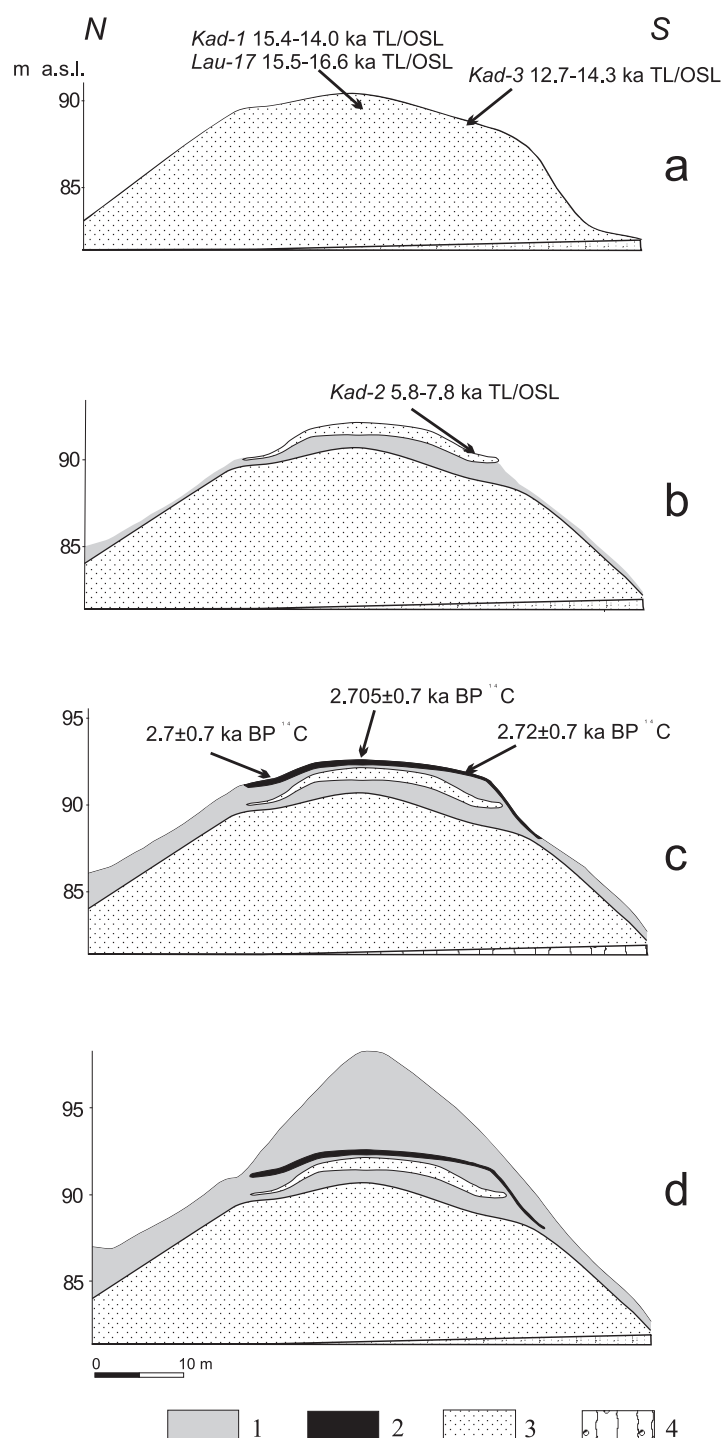 N S
Kad-1 15.4-14.0 ka TL/OSL
Lau-17 15.5-16.6 ka TL/OSL
m a.s.l.
Kad-3 12.7-14.3 ka TL/OSL
90
85
a
Kad-2 5.8-7.8 ka TL/OSL
90
85
b
95
2.705±0.7 ka BP ¹⁴C
2.7±0.7 ka BP ¹⁴C
2.72±0.7 ka BP ¹⁴C
90
85
c
95
90
85
d
0 10 m
1 2 3 4